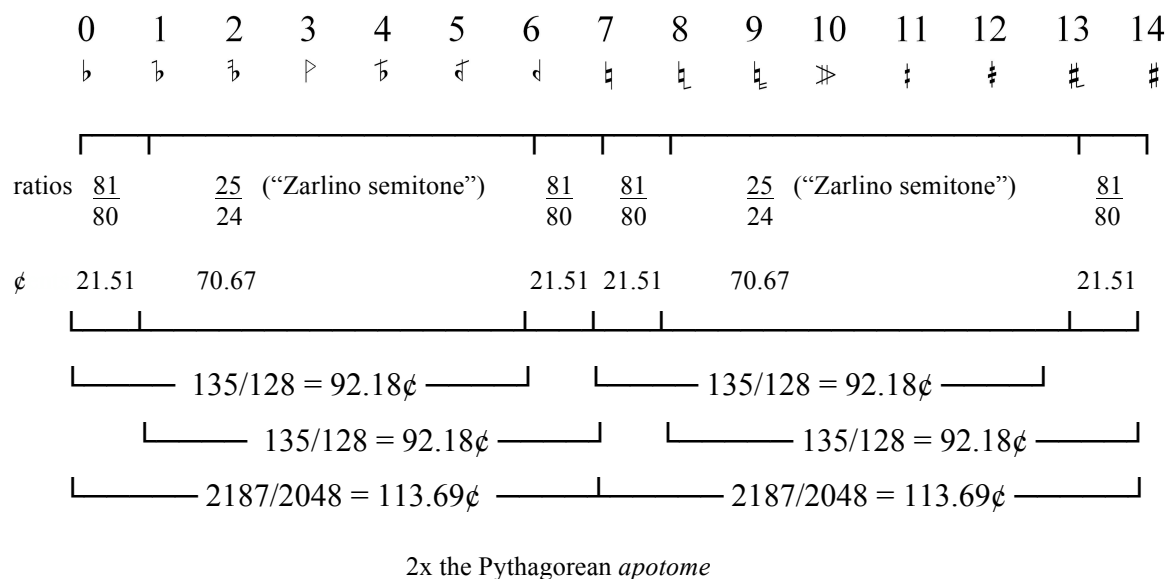 0 1 2 3 4 5 6 7 8 9 10 11 12 13 14
ratios 81/80 25/24 (“Zarlino semitone”) 81/80 81/80 25/24 (“Zarlino semitone”) 81/80
¢ 21.51 70.67 21.51 21.51 70.67 21.51
135/128 = 92.18¢ 135/128 = 92.18¢
135/128 = 92.18¢ 135/128 = 92.18¢
2187/2048 = 113.69¢ 2187/2048 = 113.69¢
2x the Pythagorean apotome